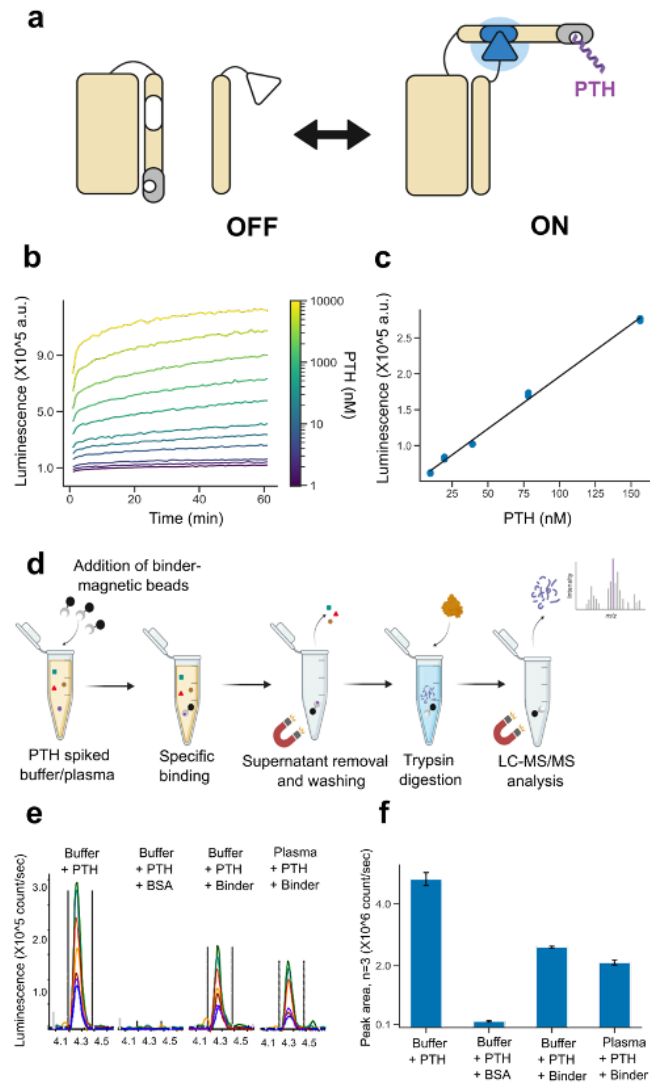 a
PTH
OFF
ON
b
Luminescence (X10^5 a.u.)
9.0
5.0
1.0
0
20
40
60
Time (min)
10000
1000
10
1
PTH (nM)
c
Luminescence (X10^5 a.u.)
2.5
2.0
1.5
1.0
25
50
75
100
125
150
PTH (nM)
d
Addition of binder-
magnetic beads
Intensity
m/z
PTH spiked
buffer/plasma
Specific
binding
Supernatant removal
and washing
Trypsin
digestion
LC-MS/MS
analysis
e
Luminescence (X10^5 count/sec)
3.0
2.0
1.0
Buffer
+ PTH
Buffer
+ PTH
+ BSA
Buffer
+ PTH
+ Binder
Plasma
+ PTH
+ Binder
4.1 4.3 4.5
4.1 4.3 4.5
4.1 4.3 4.5
4.1 4.3 4.5
f
Peak area, n=3 (X10^6 count/sec)
4.0
2.0
0.1
Buffer
+ PTH
Buffer
+ PTH
+ BSA
Buffer
+ PTH
+ Binder
Plasma
+ PTH
+ Binder